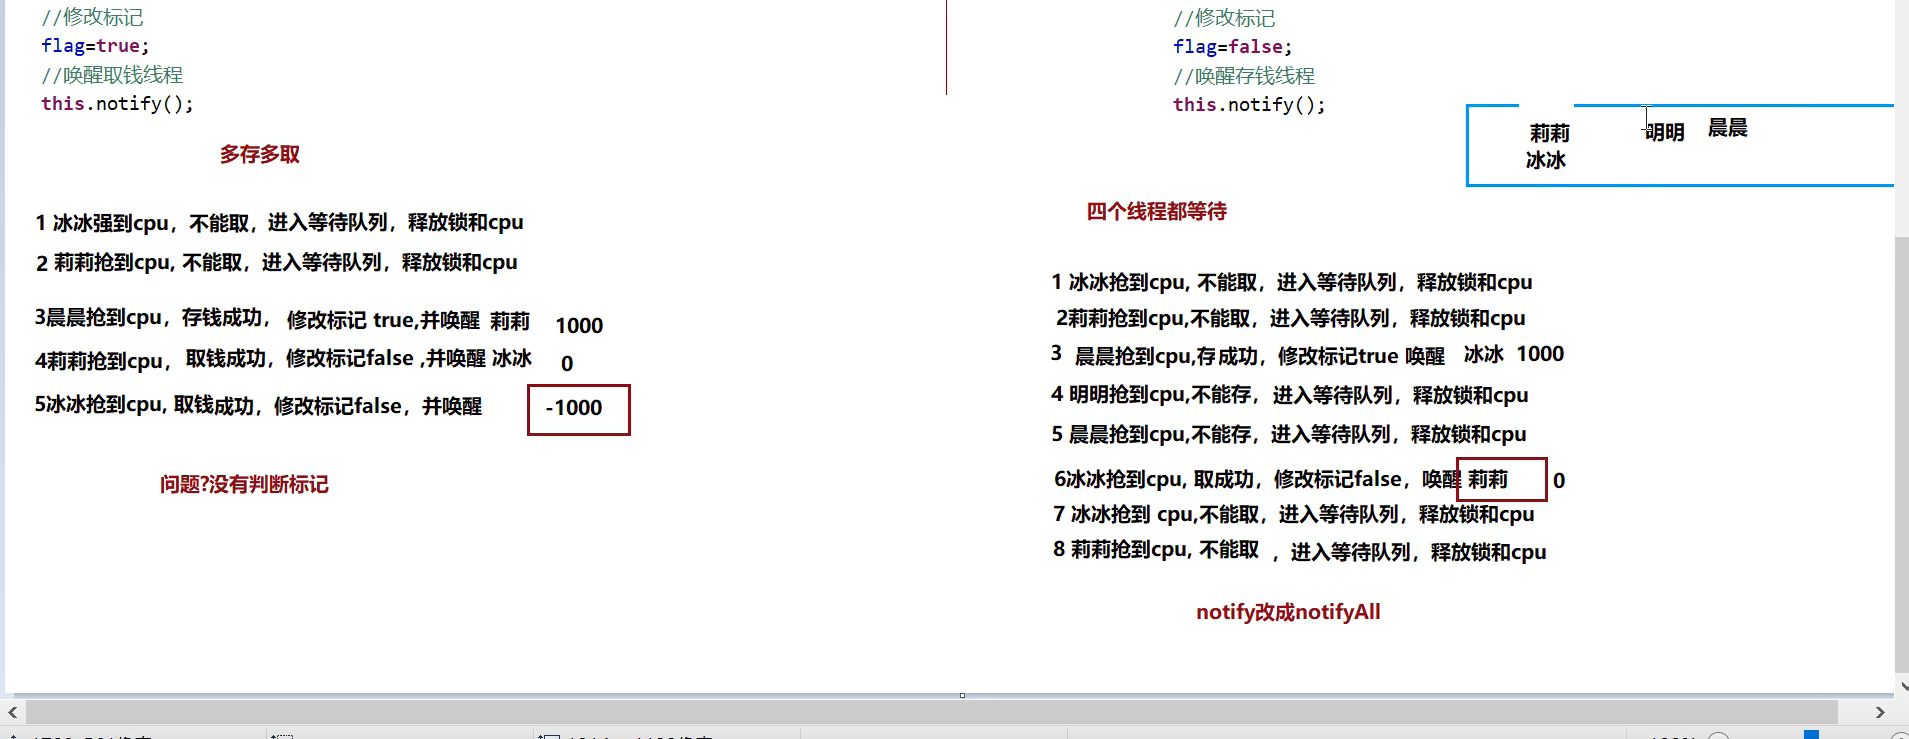 //修改标记
flag=true;
//唤醒取钱线程
this.notify();
多存多取
1 冰冰强到cpu，不能取，进入等待队列，释放锁和cpu
2 莉莉抢到cpu, 不能取，进入等待队列，释放锁和cpu
3晨晨抢到cpu，存钱成功， 修改标记 true,并唤醒 莉莉 1000
4莉莉抢到cpu， 取钱成功，修改标记false ,并唤醒 冰冰 0
5冰冰抢到cpu, 取钱成功，修改标记false，并唤醒 -1000
问题?没有判断标记
//修改标记
flag=false;
//唤醒存钱线程
this.notify();
莉莉 明明 晨晨
冰冰
四个线程都等待
1 冰冰抢到cpu, 不能取，进入等待队列，释放锁和cpu
2莉莉抢到cpu,不能取，进入等待队列，释放锁和cpu
3 晨晨抢到cpu,存成功，修改标记true 唤醒 冰冰 1000
4 明明抢到cpu,不能存，进入等待队列，释放锁和cpu
5 晨晨抢到cpu,不能存，进入等待队列，释放锁和cpu
6冰冰抢到cpu, 取成功，修改标记false，唤醒 莉莉 0
7 冰冰抢到 cpu,不能取，进入等待队列，释放锁和cpu
8 莉莉抢到cpu, 不能取 ，进入等待队列，释放锁和cpu
notify改成notifyAll